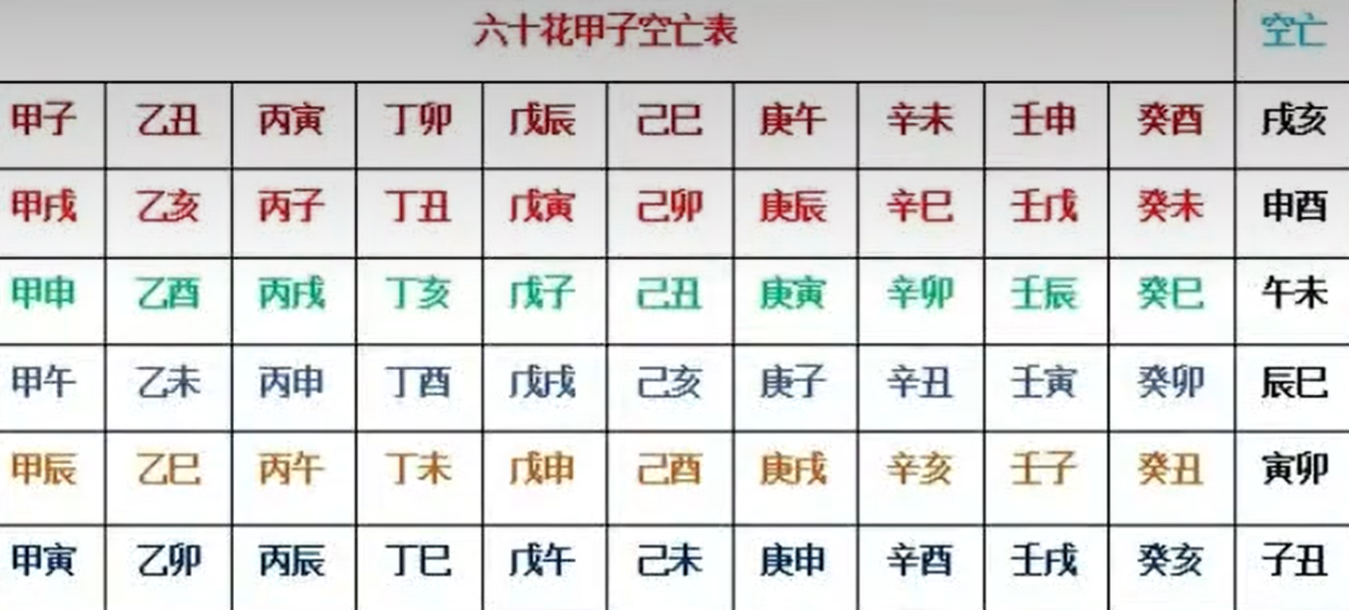 六十花甲子空亡表 空亡
甲子 乙丑 丙寅 丁卯 戊辰 己巳 庚午 辛未 壬申 癸酉 戌亥
甲戌 乙亥 丙子 丁丑 戊寅 己卯 庚辰 辛巳 壬戊 癸未 申酉
甲申 乙酉 丙戌 丁亥 戊子 己丑 庚寅 辛卯 壬辰 癸巳 午未
甲午 乙未 丙申 丁酉 戊戌 己亥 庚子 辛丑 壬寅 癸卯 辰巳
甲辰 乙巳 丙午 丁未 戊申 己酉 庚戌 辛亥 壬子 癸丑 寅卯
甲寅 乙卯 丙辰 丁巳 戊午 己未 庚申 辛酉 壬戌 癸亥 子丑